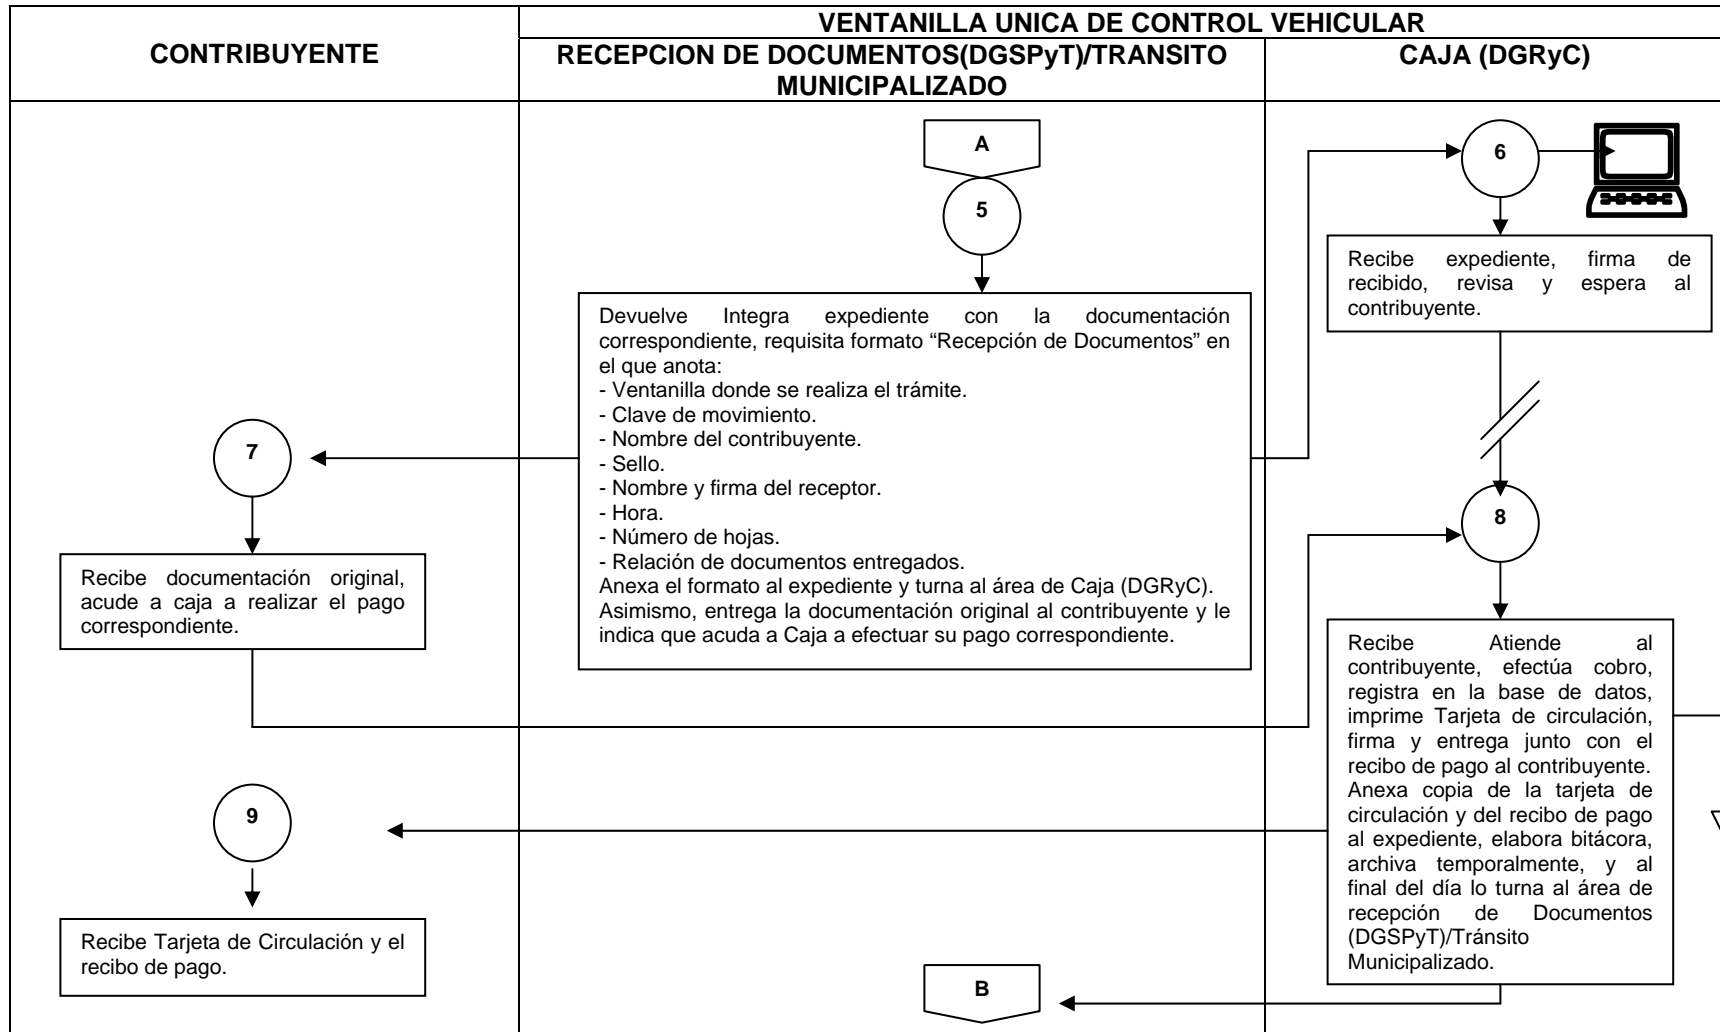 VENTANILLA UNICA DE CONTROL VEHICULAR
CONTRIBUYENTE
RECEPCION DE DOCUMENTOS(DGSPyT)/TRANSITO
MUNICIPALIZADO
CAJA (DGRyC)
A
5
Devuelve Integra expediente con la documentación
correspondiente, requisita formato “Recepción de Documentos” en
el que anota:
- Ventanilla donde se realiza el trámite.
- Clave de movimiento.
- Nombre del contribuyente.
- Sello.
- Nombre y firma del receptor.
- Hora.
- Número de hojas.
- Relación de documentos entregados.
Anexa el formato al expediente y turna al área de Caja (DGRyC).
Asimismo, entrega la documentación original al contribuyente y le
indica que acuda a Caja a efectuar su pago correspondiente.
6
Recibe expediente, firma de
recibido, revisa y espera al
contribuyente.
7
Recibe documentación original,
acude a caja a realizar el pago
correspondiente.
8
Recibe Atiende al
contribuyente, efectúa cobro,
registra en la base de datos,
imprime Tarjeta de circulación,
firma y entrega junto con el
recibo de pago al contribuyente.
Anexa copia de la tarjeta de
circulación y del recibo de pago
al expediente, elabora bitácora,
archiva temporalmente, y al
final del día lo turna al área de
recepción de Documentos
(DGSPyT)/Tránsito
Municipalizado.
9
Recibe Tarjeta de Circulación y el
recibo de pago.
B